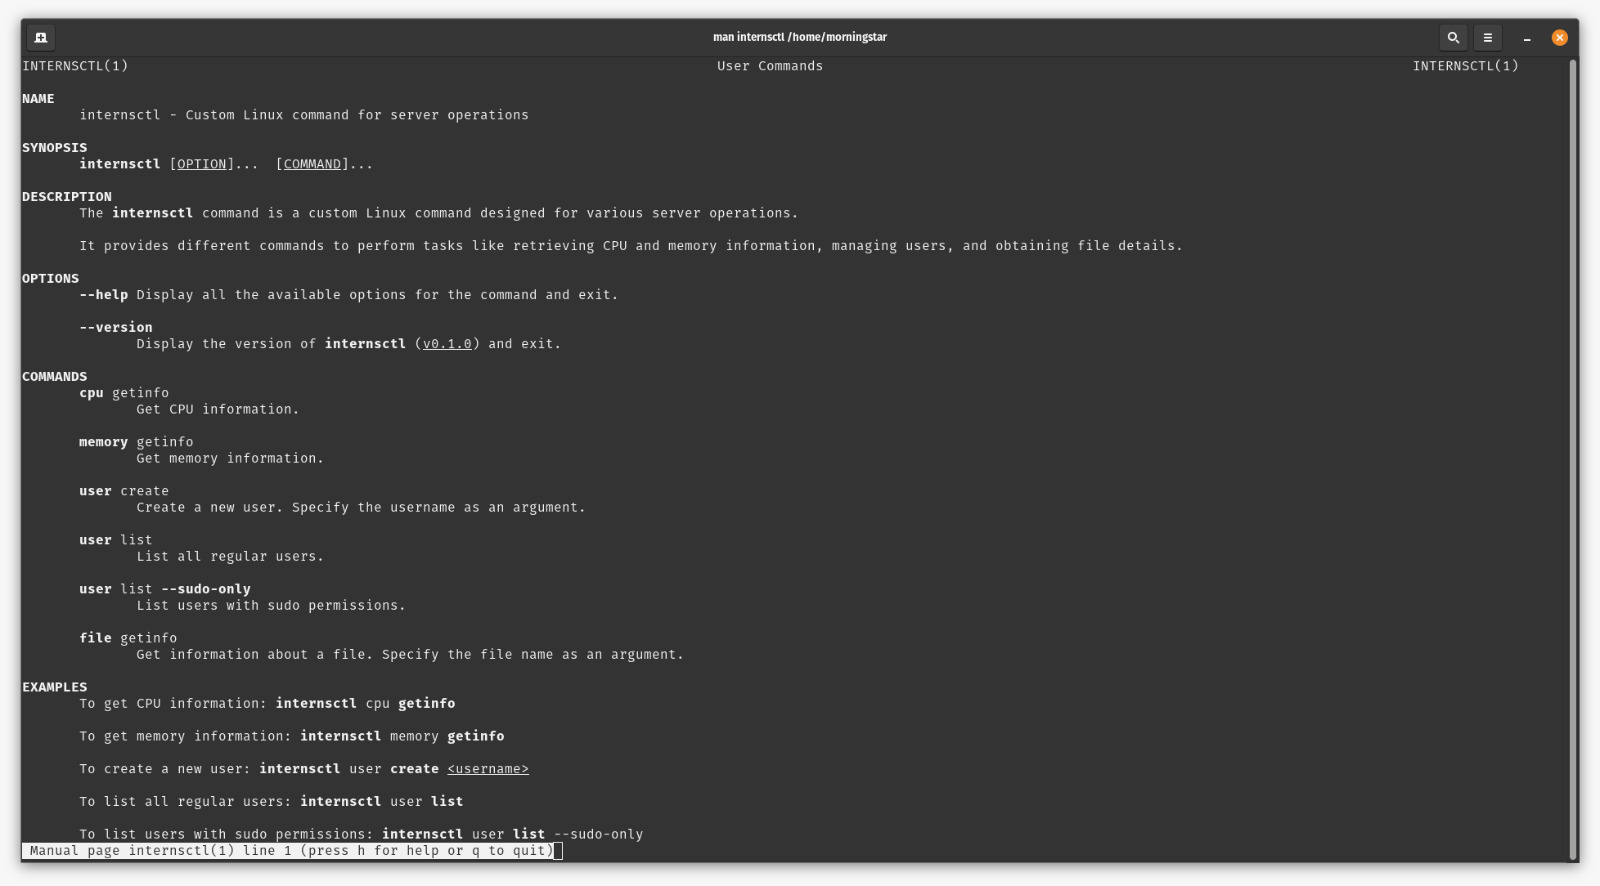 man internsctl /home/morningstar
INTERNSCTL(1) User Commands INTERNSCTL(1)
NAME
internsctl - Custom Linux command for server operations
SYNOPSIS
internsctl [OPTION]... [COMMAND]...
DESCRIPTION
The internsctl command is a custom Linux command designed for various server operations.
It provides different commands to perform tasks like retrieving CPU and memory information, managing users, and obtaining file details.
OPTIONS
--help Display all the available options for the command and exit.
--version
Display the version of internsctl (v0.1.0) and exit.
COMMANDS
cpu getinfo
Get CPU information.
memory getinfo
Get memory information.
user create
Create a new user. Specify the username as an argument.
user list
List all regular users.
user list --sudo-only
List users with sudo permissions.
file getinfo
Get information about a file. Specify the file name as an argument.
EXAMPLES
To get CPU information: internsctl cpu getinfo
To get memory information: internsctl memory getinfo
To create a new user: internsctl user create <username>
To list all regular users: internsctl user list
To list users with sudo permissions: internsctl user list --sudo-only
Manual page internsctl(1) line 1 (press h for help or q to quit)